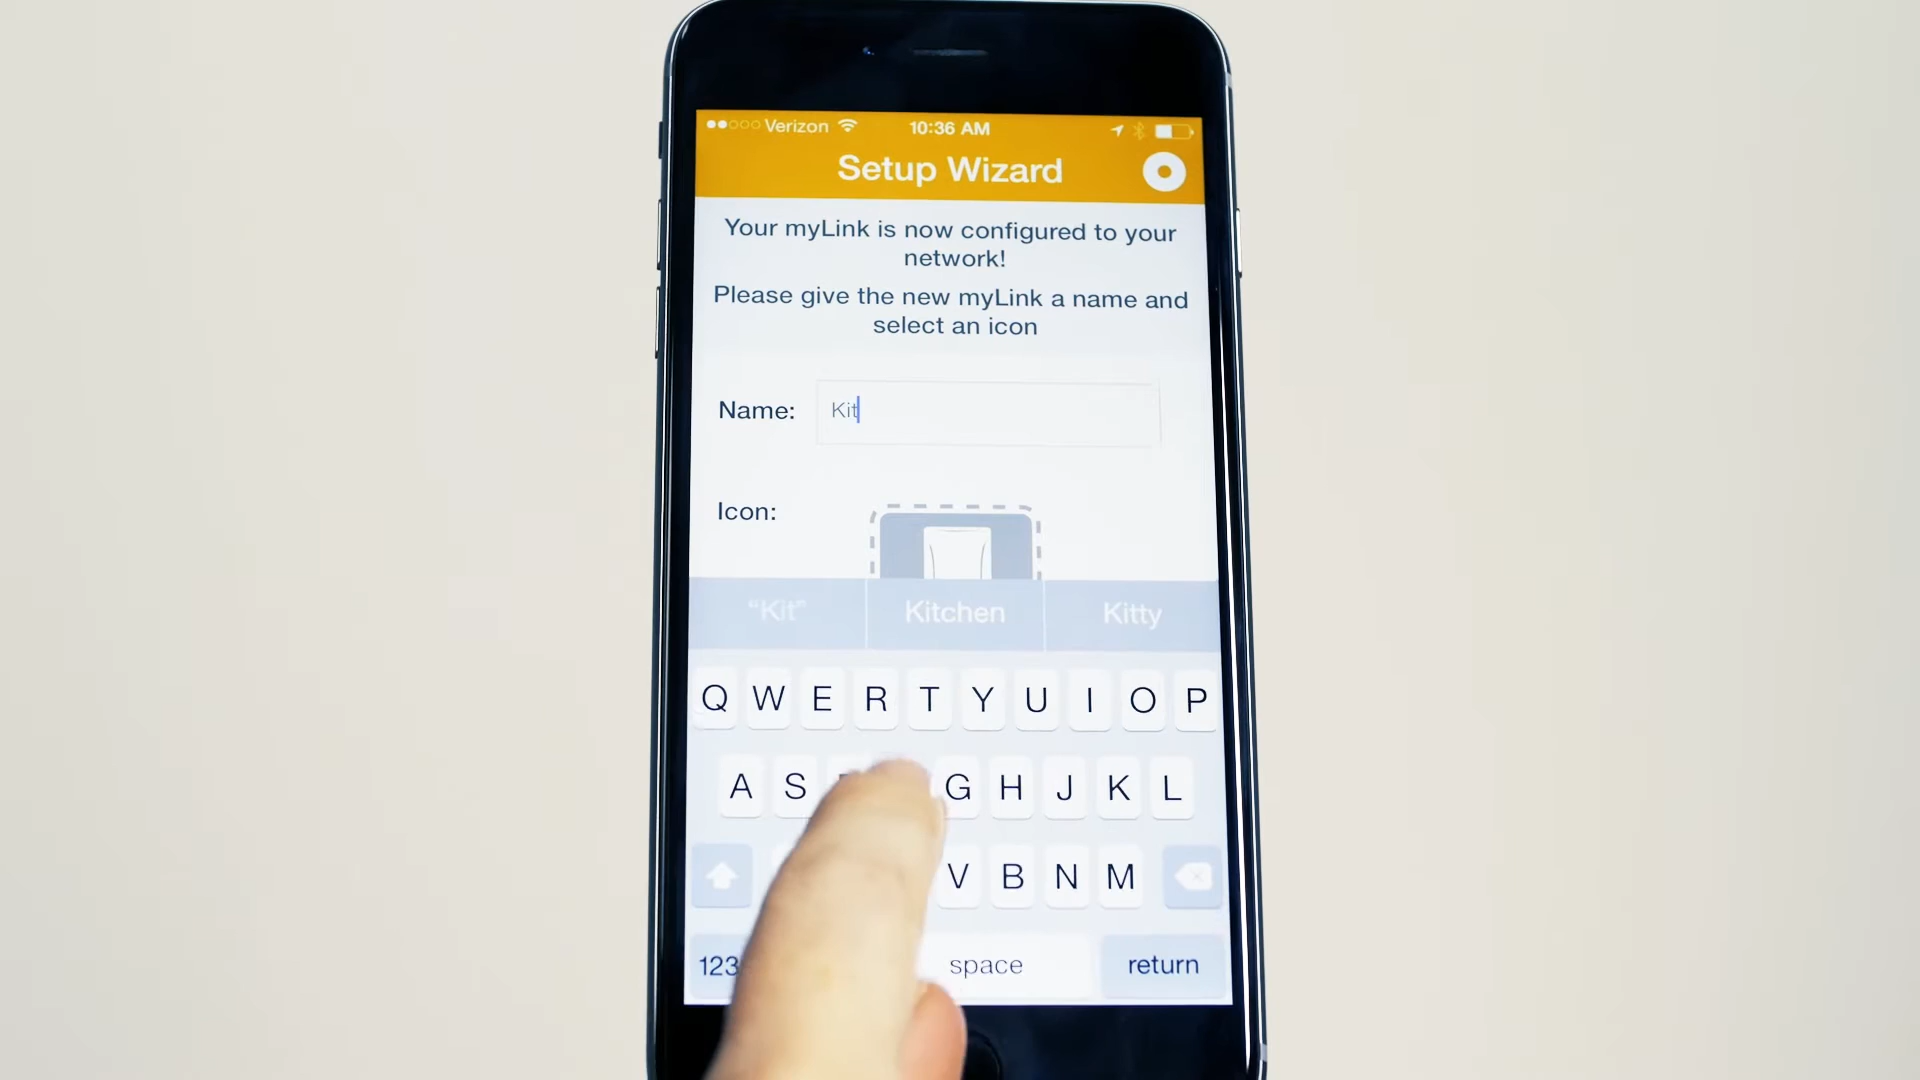 Verizon 10:36 AM
Setup Wizard
Your myLink is now configured to your
network!
Please give the new myLink a name and
select an icon
Name: Kit
Icon:
“Kit” Kitchen Kitty
Q W E R T Y U I O P
A S G H J K L
V B N M
123 space return